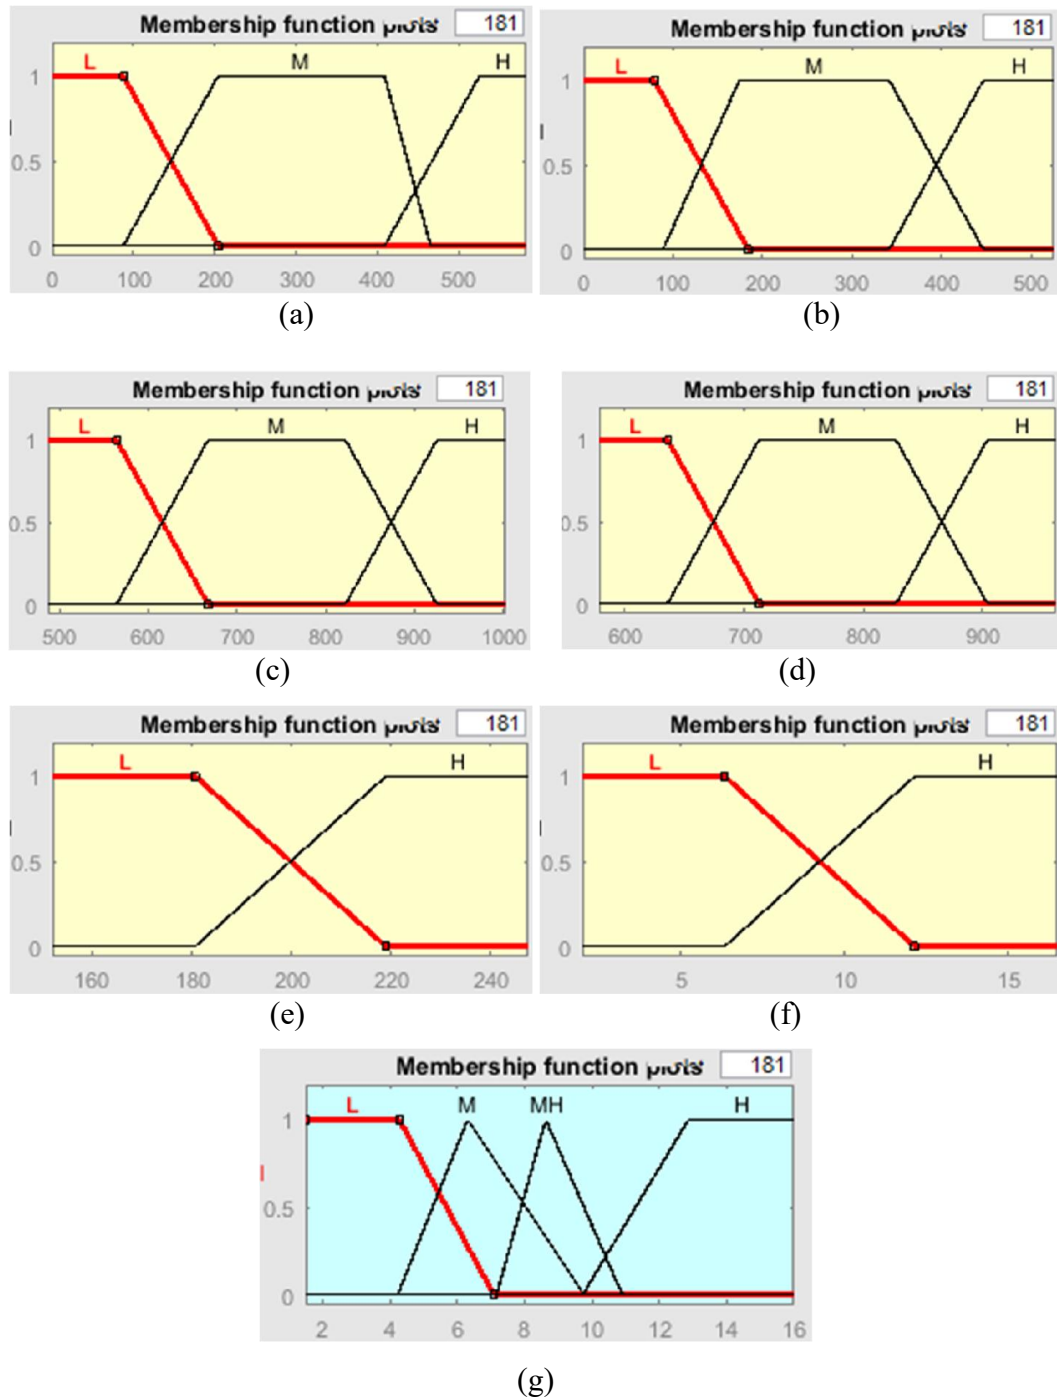 Membership function plots 181
L M H
1
0.5
0
0 100 200 300 400 500
(a)
Membership function plots 181
L M H
1
0.5
0
0 100 200 300 400 500
(b)
Membership function plots 181
L M H
1
0.5
0
500 600 700 800 900 1000
(c)
Membership function plots 181
L M H
1
0.5
0
600 700 800 900
(d)
Membership function plots 181
L H
1
0.5
0
160 180 200 220 240
(e)
Membership function plots 181
L H
1
0.5
0
5 10 15
(f)
Membership function plots 181
L M MH H
1
0.5
0
2 4 6 8 10 12 14 16
(g)